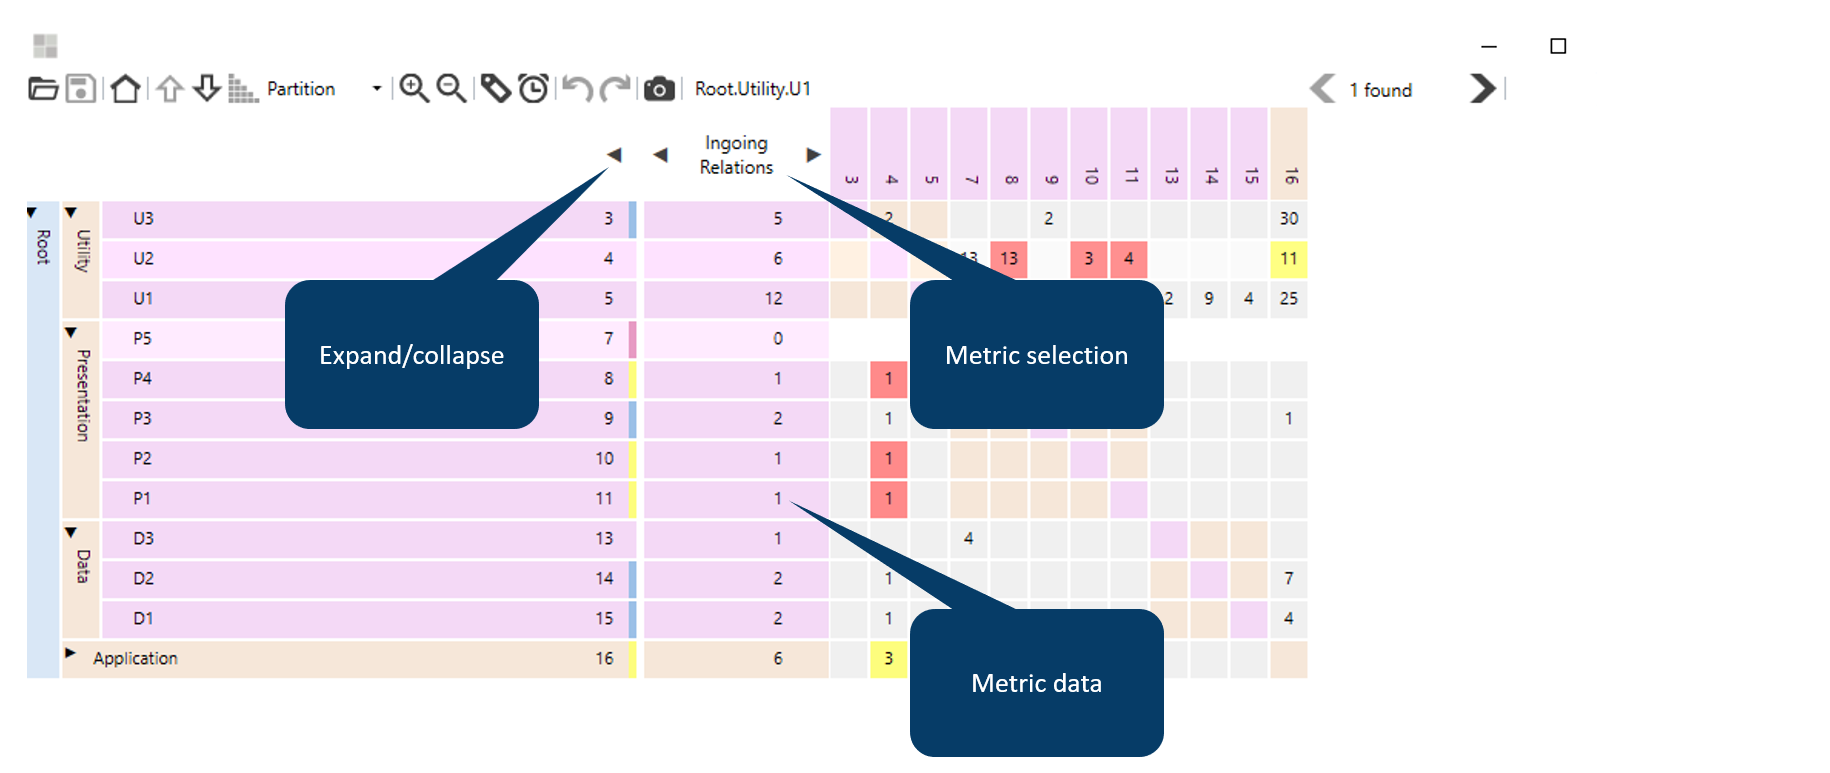 Partition Root.Utility.U1 1 found
Ingoing
Relations
3 4 5 7 8 9 10 11 13 14 15 16
Root
Utility
U3 3 5 2 2 30
U2 4 6 13 13 3 4 11
U1 5 12 2 9 4 25
Presentation
P5 7 0
P4 8 1 1
P3 9 2 1 1
P2 10 1 1
P1 11 1 1
Data
D3 13 1 4
D2 14 2 1 7
D1 15 2 1 4
Application 16 6 3
Expand/collapse
Metric selection
Metric data